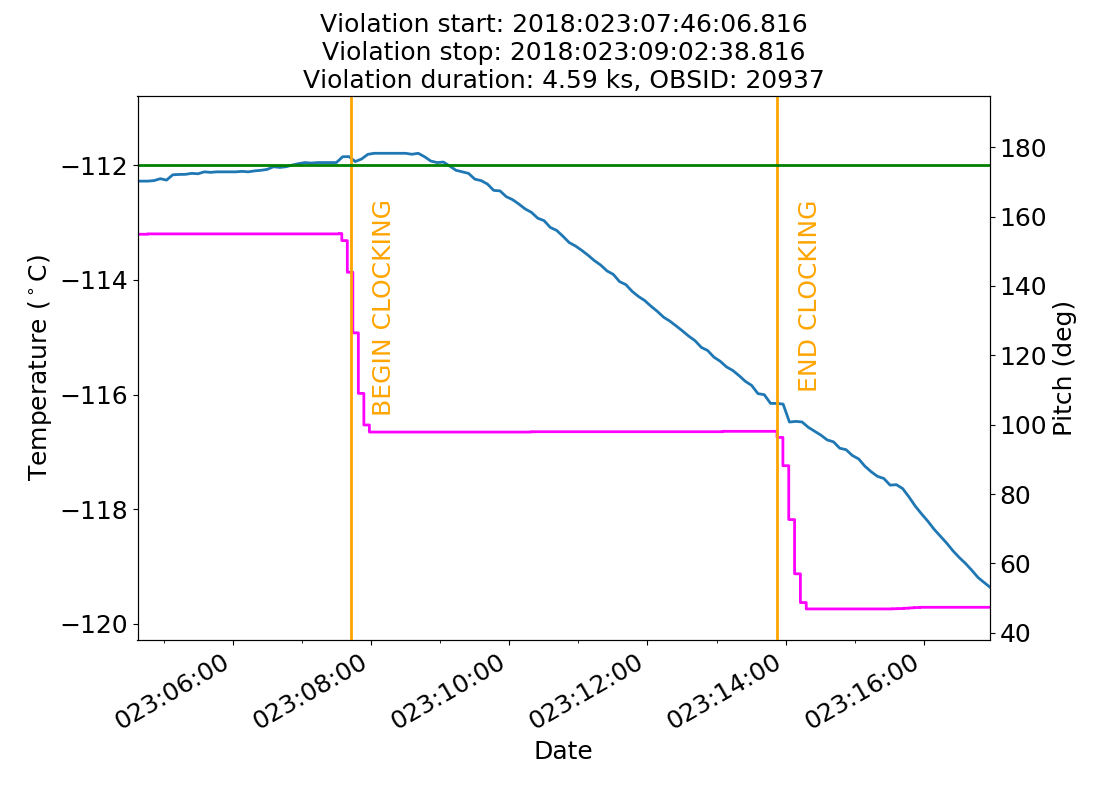 Violation start: 2018:023:07:46:06.816
Violation stop: 2018:023:09:02:38.816
Violation duration: 4.59 ks, OBSID: 20937
−112
−114
−116
−118
−120
Temperature (°C)
BEGIN CLOCKING
END CLOCKING
180
160
140
120
100
80
60
40
Pitch (deg)
023:06:00
023:08:00
023:10:00
023:12:00
023:14:00
023:16:00
Date